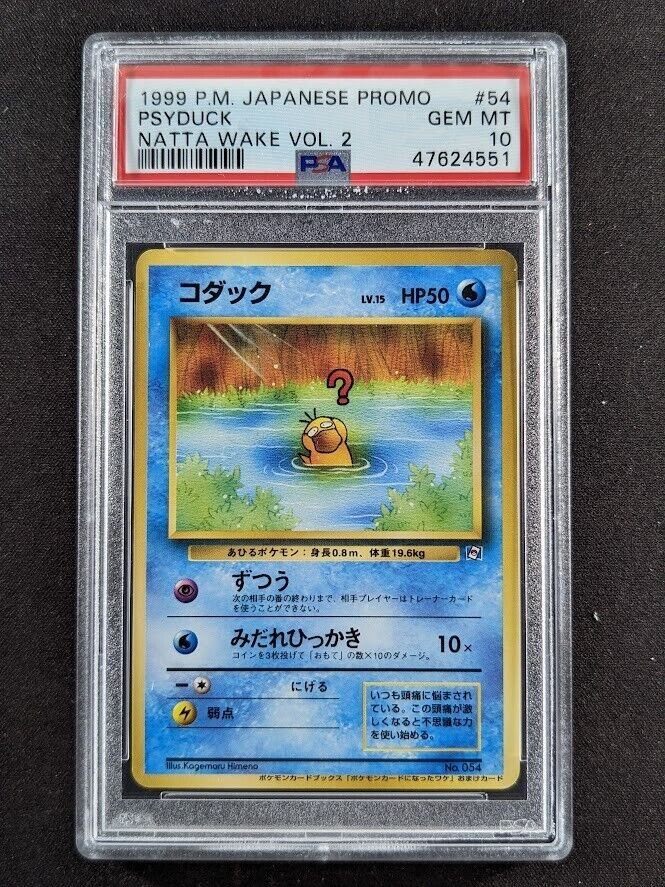 1999 P.M. JAPANESE PROMO #54
PSYDUCK GEM MT
NATTA WAKE VOL. 2 10
PSA 47624551
コダック LV.15 HP50
?
あひるポケモン：身長0.8m、体重19.6kg
ずつう
次の相手の番の終わりまで、相手プレイヤーはトレーナーカード
を使うことができない。
みだれひっかき 10×
コインを3枚投げて「おもて」の数×10のダメージ。
にげる
弱点
いつも頭痛に悩まされ
ている。この頭痛が激
しくなると不思議な力
を使い始める。
Illus.Kagemaru Himeno No.054
ポケモンカードブックス「ポケモンカードになったワケ」おまけカード
PSA